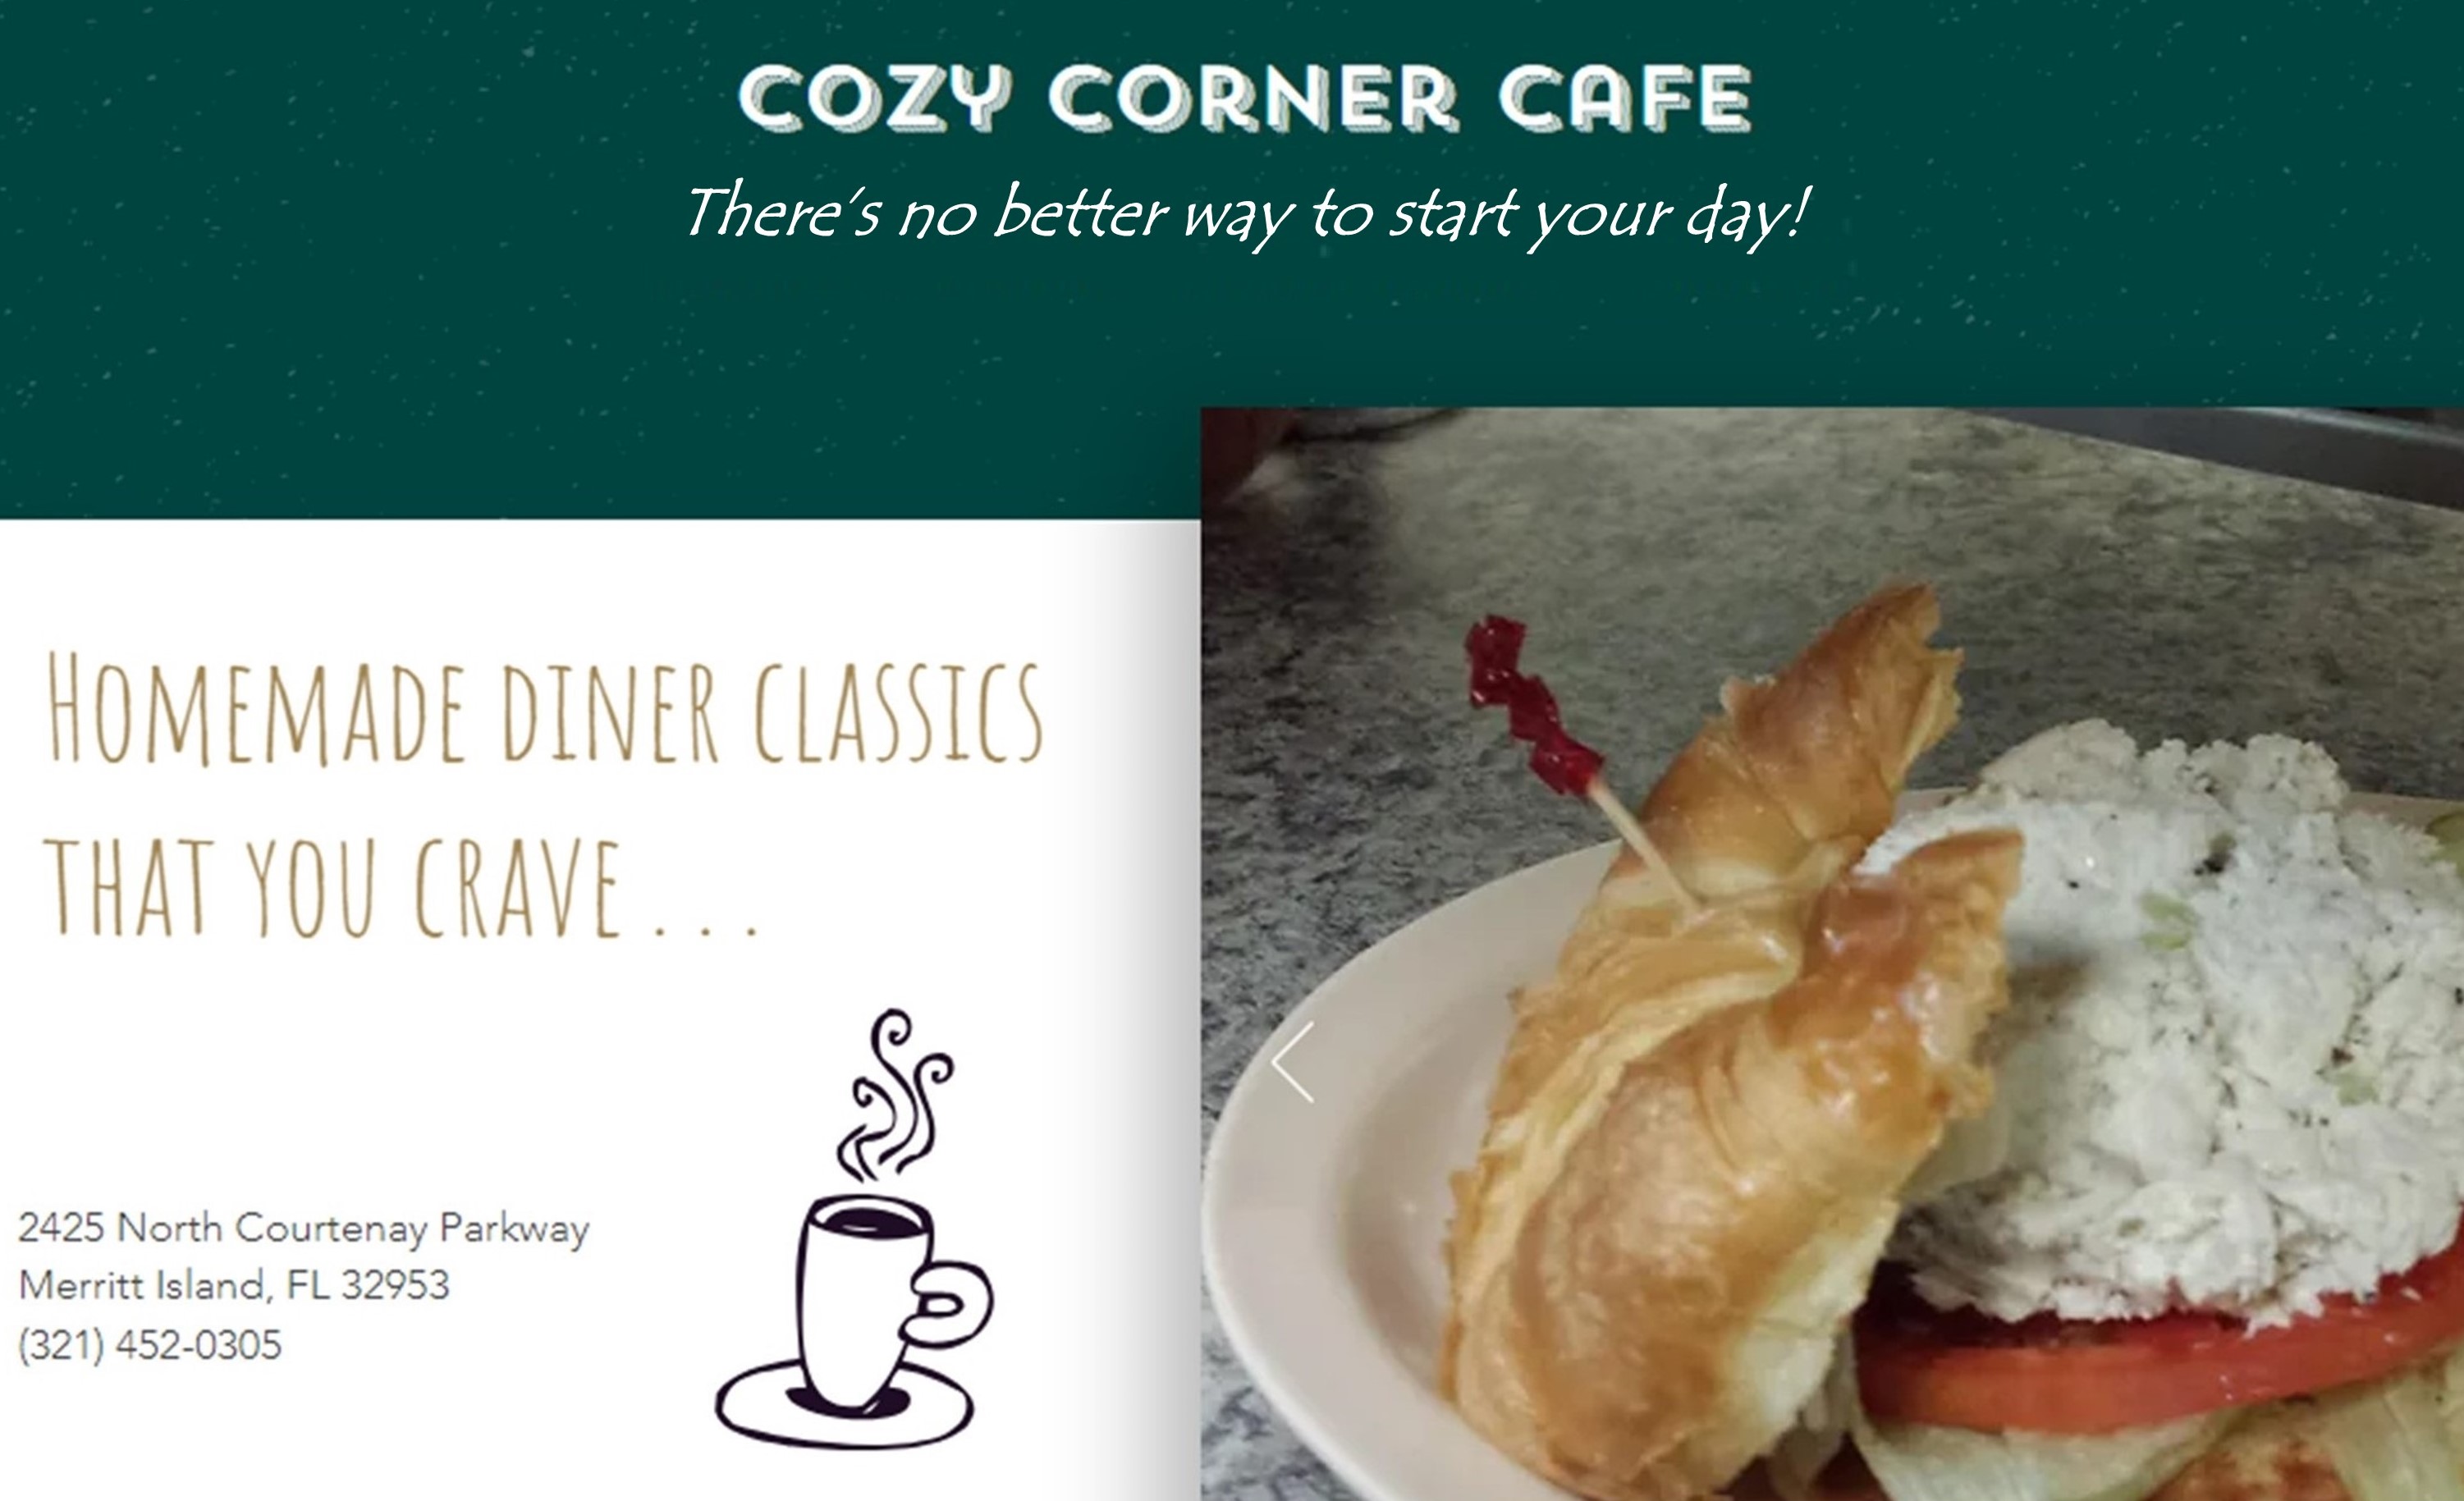 COZY CORNER CAFE
There's no better way to start your day!
HOMEMADE DINER CLASSICS
THAT YOU CRAVE . . .
2425 North Courtenay Parkway
Merritt Island, FL 32953
(321) 452-0305